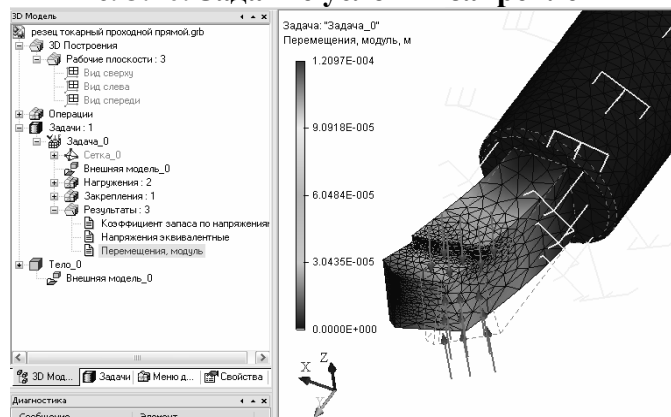 3D Модель
резец токарный проходной прямой.grb
3D Построения
Рабочие плоскости : 3
Вид сверху
Вид слева
Вид спереди
Операции
Задачи : 1
Задача_0
Сетка_0
Внешняя модель_0
Нагружения : 2
Закрепления : 1
Результаты : 3
Коэффициент запаса по напряжения
Напряжения эквивалентные
Перемещения, модуль
Тело_0
Внешняя модель_0
3D Мод...
Задачи
Меню д...
Свойства
Диагностика
Сообщение
Элемент
Задача: "Задача_0"
Перемещения, модуль, м
1.2097E-004
9.0918E-005
6.0484E-005
3.0435E-005
0.0000E+000
X
Z
Y